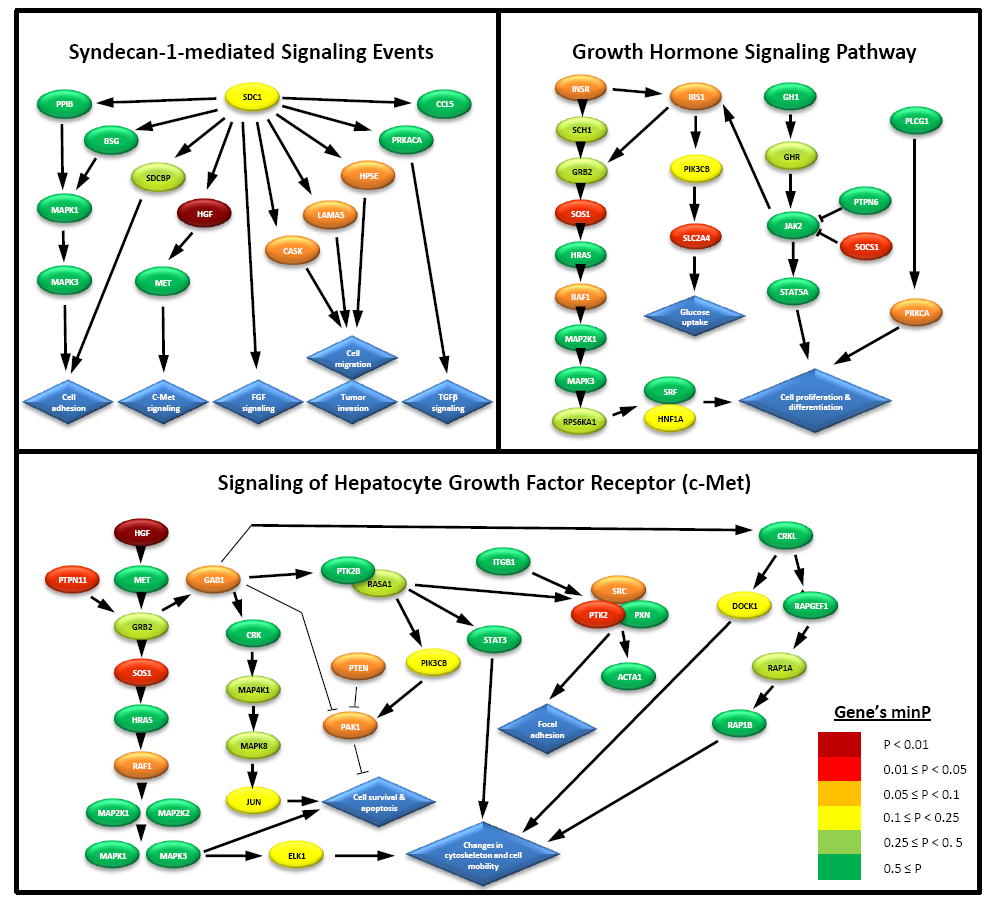 Syndecan-1-mediated Signaling Events
SDC1
PPIB
CCL5
BSG
PRKACA
SDCBP
HPSE
MAPK1
HGF
LAMA5
CASK
MAPK3
MET
Cell
migration
Cell
adhesion
C-Met
signaling
FGF
signaling
Tumor
invasion
TGFβ
signaling
Growth Hormone Signaling Pathway
INSR
IRS1
GH1
PLCG1
SCH1
GHR
GRB2
PIK3CB
PTPN6
SOS1
JAK2
SLC2A4
SOCS1
HRAS
STAT5A
RAF1
Glucose
uptake
PRKCA
MAP2K1
MAPK3
SRF
Cell proliferation &
differentiation
RPS6KA1
HNF1A
Signaling of Hepatocyte Growth Factor Receptor (c-Met)
HGF
CRKL
PTPN11
MET
GAB1
PTK2B
RASA1
ITGB1
SRC
DOCK1
RAPGEF1
GRB2
CRK
PTK2
PXN
STAT3
SOS1
PTEN
PIK3CB
RAP1A
MAP4K1
ACTA1
HRAS
PAK1
Focal
adhesion
RAP1B
MAPK8
RAF1
JUN
Cell survival &
apoptosis
MAP2K1
MAP2K2
MAPK1
MAPK3
ELK1
Changes in
cytoskeleton and cell
mobility
Gene's minP
P < 0.01
0.01 ≤ P < 0.05
0.05 ≤ P < 0.1
0.1 ≤ P < 0.25
0.25 ≤ P < 0. 5
0.5 ≤ P